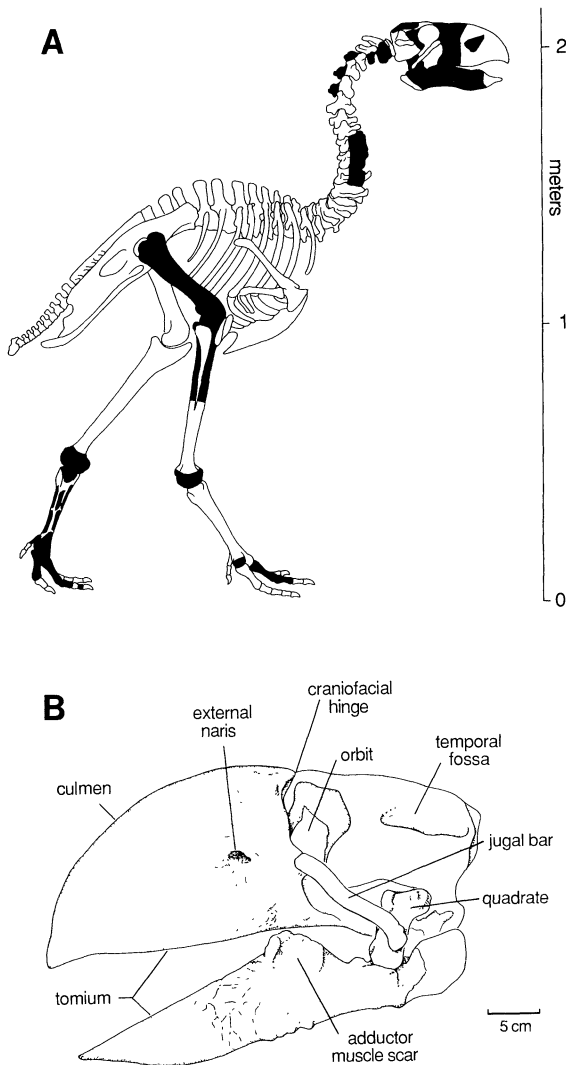 A
2
meters
1
0
B
craniofacial
hinge
external
naris
orbit
temporal
fossa
culmen
jugal bar
quadrate
tomium
adductor
muscle scar
5 cm